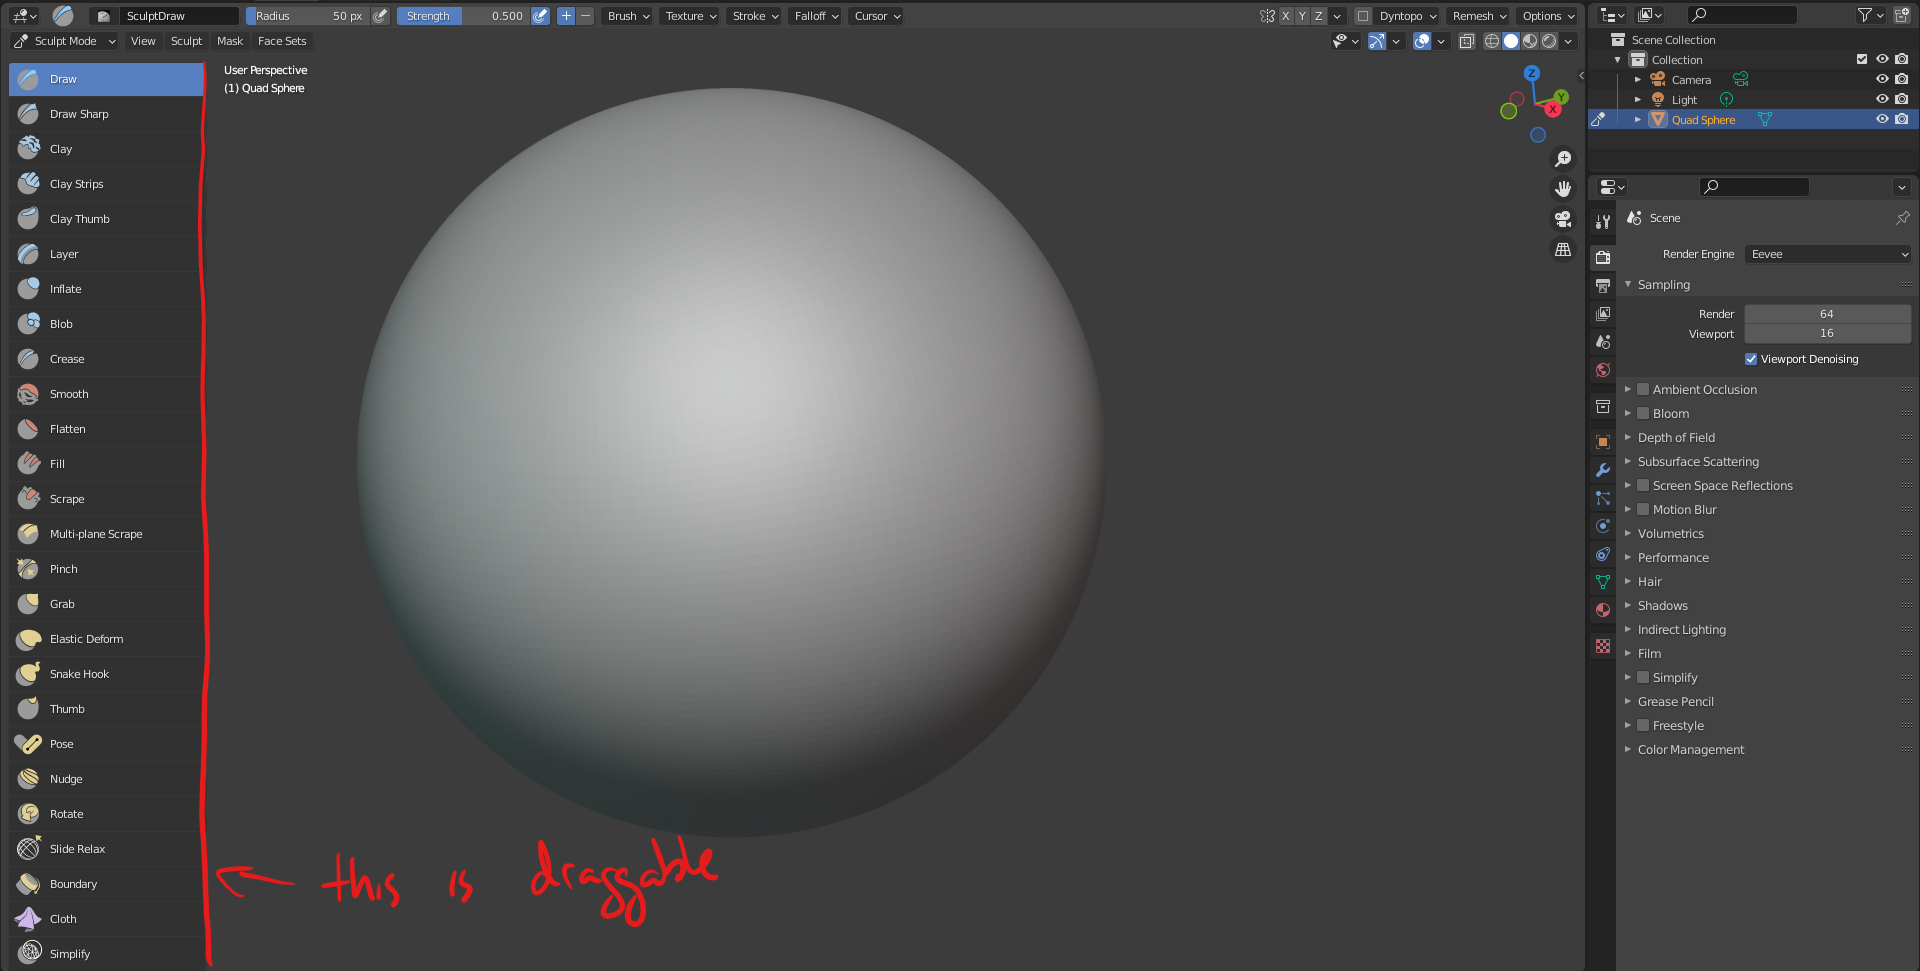 SculptDraw Radius 50 px Strength 0.500 Brush Texture Stroke Falloff Cursor X Y Z Dyntopo Remesh Options
Sculpt Mode View Sculpt Mask Face Sets
User Perspective
(1) Quad Sphere
Draw
Draw Sharp
Clay
Clay Strips
Clay Thumb
Layer
Inflate
Blob
Crease
Smooth
Flatten
Fill
Scrape
Multi-plane Scrape
Pinch
Grab
Elastic Deform
Snake Hook
Thumb
Pose
Nudge
Rotate
Slide Relax
Boundary
Cloth
Simplify
this is draggable
Z
Y
X
Scene Collection
Collection
Camera
Light
Quad Sphere
Scene
Render Engine Eevee
Sampling
Render 64
Viewport 16
Viewport Denoising
Ambient Occlusion
Bloom
Depth of Field
Subsurface Scattering
Screen Space Reflections
Motion Blur
Volumetrics
Performance
Hair
Shadows
Indirect Lighting
Film
Simplify
Grease Pencil
Freestyle
Color Management